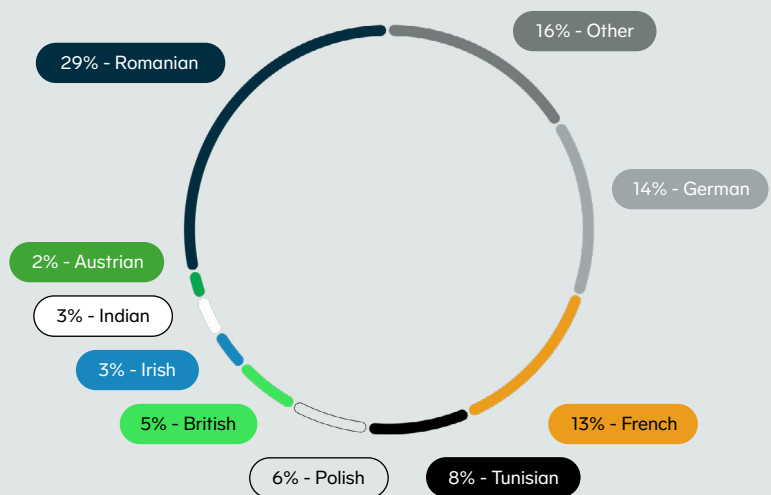 16% - Other
29% - Romanian
14% - German
2% - Austrian
3% - Indian
3% - Irish
5% - British
13% - French
6% - Polish
8% - Tunisian